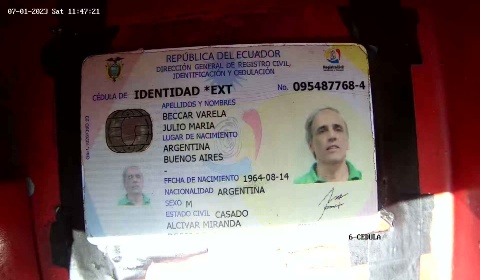 07-01-2023 Sat 11:47:21
REPÚBLICA DEL ECUADOR
DIRECCIÓN GENERAL DE REGISTRO CIVIL,
IDENTIFICACIÓN Y CEDULACIÓN
CÉDULA DE IDENTIDAD *EXT No. 095487768-4
APELLIDOS Y NOMBRES
BECCAR VARELA
JULIO MARIA
LUGAR DE NACIMIENTO
ARGENTINA
BUENOS AIRES
-
FECHA DE NACIMIENTO 1964-08-14
NACIONALIDAD ARGENTINA
SEXO M
ESTADO CIVIL CASADO
ALCIVAR MIRANDA
6-CEDULA